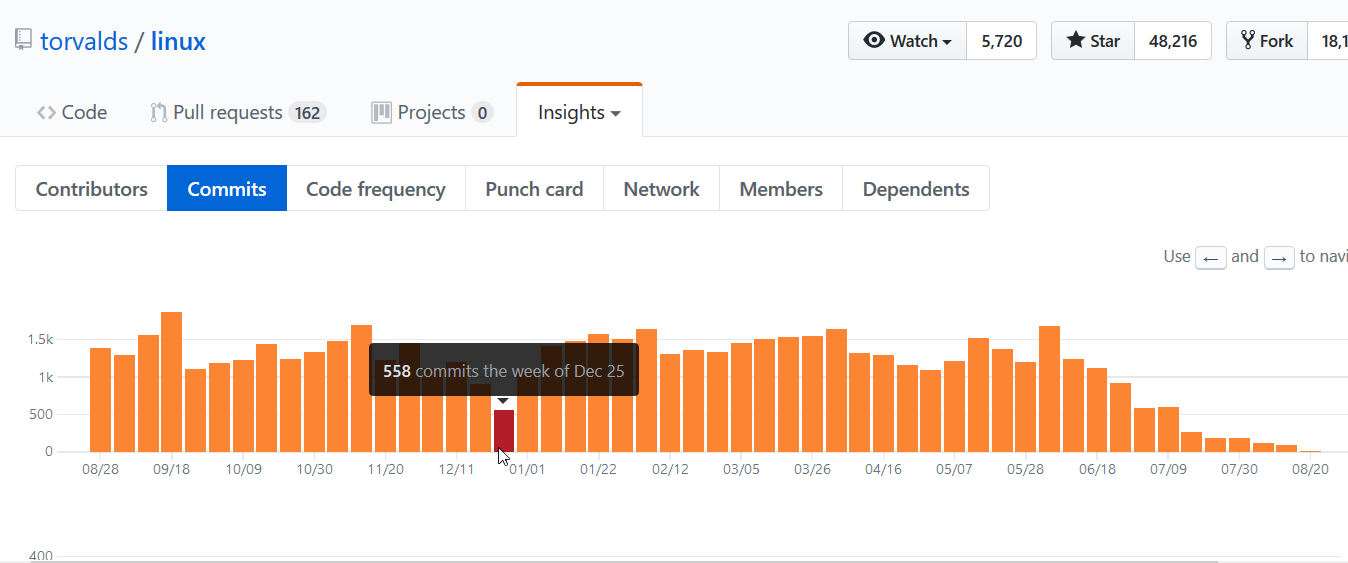 torvalds / linux
Watch 5,720 Star 48,216 Fork
Code Pull requests 162 Projects 0 Insights
Contributors Commits Code frequency Punch card Network Members Dependents
Use ← and → to
1.5k
1k
500
0
558 commits the week of Dec 25
08/28 09/18 10/09 10/30 11/20 12/11 01/01 01/22 02/12 03/05 03/26 04/16 05/07 05/28 06/18 07/09 07/30 08/20
400